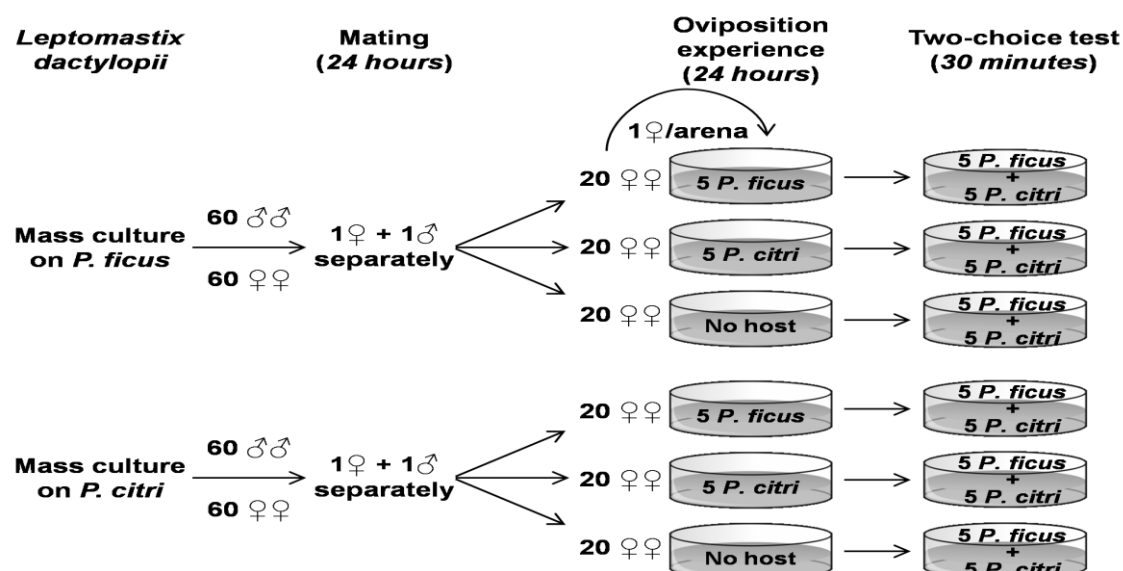 Leptomastix
dactylopii
Mating
(24 hours)
Oviposition
experience
(24 hours)
Two-choice test
(30 minutes)
1♀/arena
Mass culture
on P. ficus
60 ♂♂
60 ♀♀
1♀ + 1♂
separately
20 ♀♀
5 P. ficus
5 P. ficus
+
5 P. citri
20 ♀♀
5 P. citri
5 P. ficus
+
5 P. citri
20 ♀♀
No host
5 P. ficus
+
5 P. citri
Mass culture
on P. citri
60 ♂♂
60 ♀♀
1♀ + 1♂
separately
20 ♀♀
5 P. ficus
5 P. ficus
+
5 P. citri
20 ♀♀
5 P. citri
5 P. ficus
+
5 P. citri
20 ♀♀
No host
5 P. ficus
+
5 P. citri